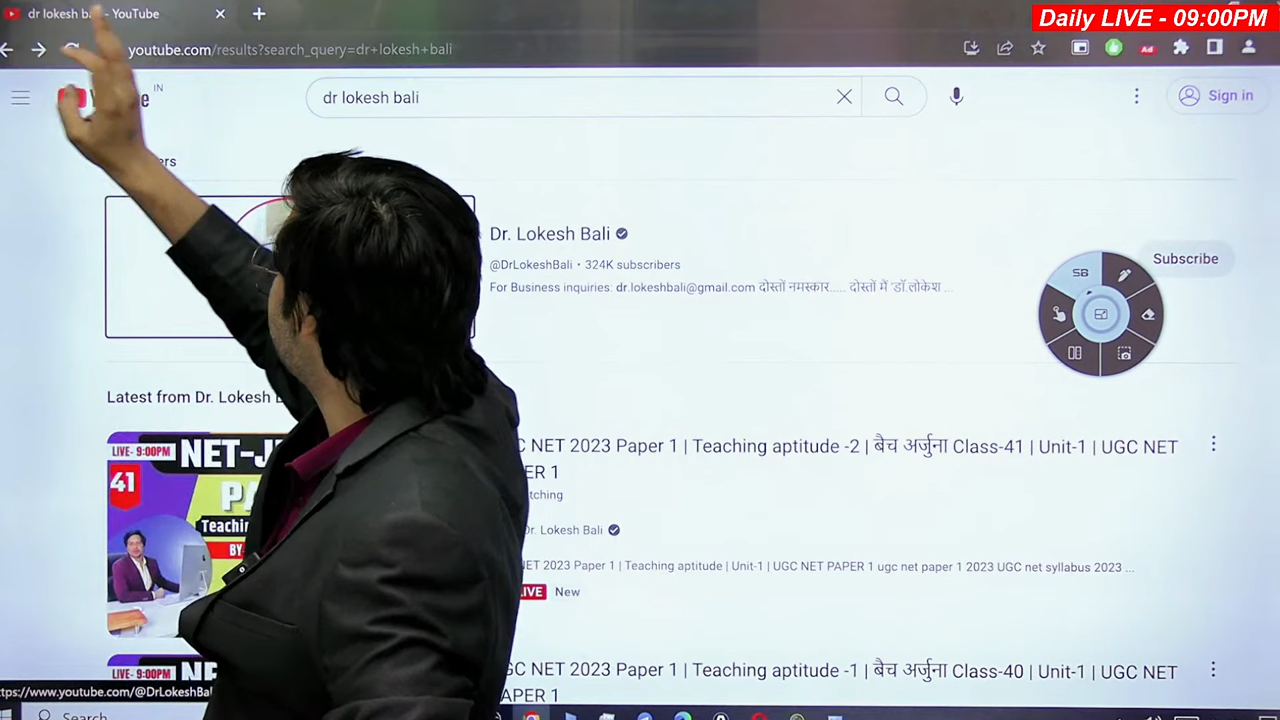 dr lokesh ba - YouTube
Daily LIVE - 09:00PM
youtube.com/results?search_query=dr+lokesh+bali
Ad
IN
dr lokesh bali
Sign in
ers
Dr. Lokesh Bali
@DrLokeshBali • 324K subscribers
Subscribe
SB
For Business inquiries: dr.lokeshbali@gmail.com दोस्तों नमस्कार..... दोस्तों में 'डॉ लोकेश ...
Latest from Dr. Lokesh
LIVE- 9:00PM NET-J
41
PA
Teaching
BY-
C NET 2023 Paper 1 | Teaching aptitude -2 | बैच अर्जुना Class-41 | Unit-1 | UGC NET
ER 1
tching
Dr. Lokesh Bali
NET 2023 Paper 1 | Teaching aptitude | Unit-1 | UGC NET PAPER 1 ugc net paper 1 2023 UGC net syllabus 2023 ...
LIVE New
LIVE- 9:00PM NE
GC NET 2023 Paper 1 | Teaching aptitude -1 | बैच अर्जुना Class-40 | Unit-1 | UGC NET
APER 1
ttps://www.youtube.com/@DrLokeshBal
Search